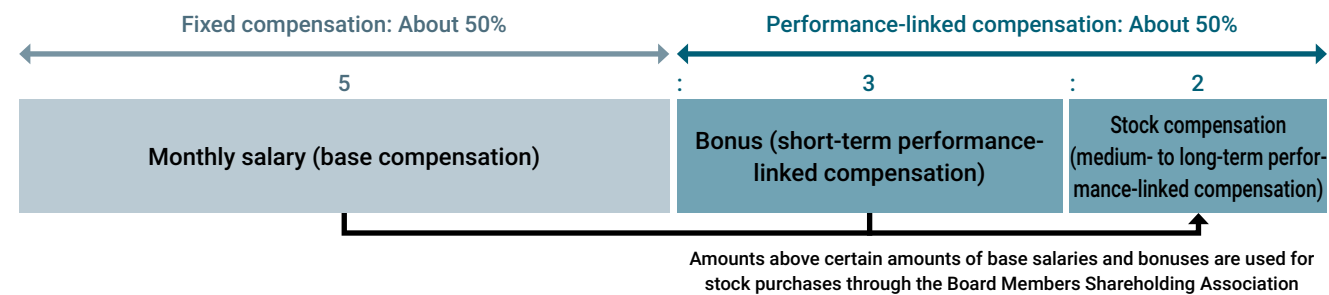 Fixed compensation: About 50%
Performance-linked compensation: About 50%
5 : 3 : 2
Monthly salary (base compensation)
Bonus (short-term performance-
linked compensation)
Stock compensation
(medium- to long-term perfor-
mance-linked compensation)
Amounts above certain amounts of base salaries and bonuses are used for
stock purchases through the Board Members Shareholding Association